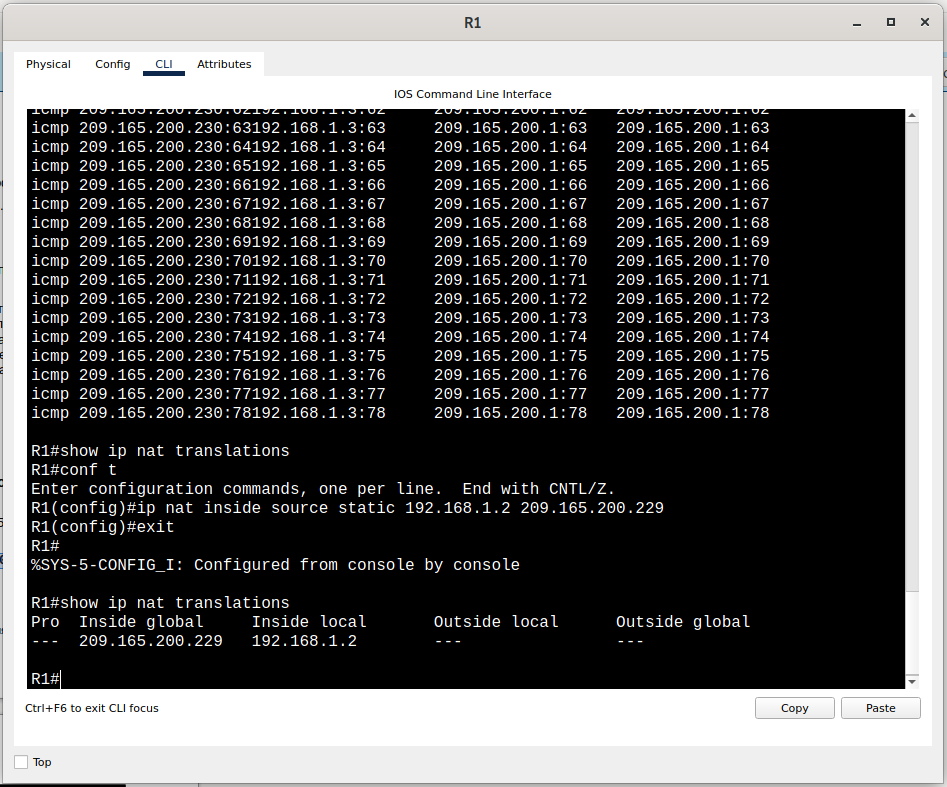 R1
Physical Config CLI Attributes
IOS Command Line Interface
icmp 209.165.200.230:62192.168.1.3:62 209.165.200.1:62 209.165.200.1:62
icmp 209.165.200.230:63192.168.1.3:63 209.165.200.1:63 209.165.200.1:63
icmp 209.165.200.230:64192.168.1.3:64 209.165.200.1:64 209.165.200.1:64
icmp 209.165.200.230:65192.168.1.3:65 209.165.200.1:65 209.165.200.1:65
icmp 209.165.200.230:66192.168.1.3:66 209.165.200.1:66 209.165.200.1:66
icmp 209.165.200.230:67192.168.1.3:67 209.165.200.1:67 209.165.200.1:67
icmp 209.165.200.230:68192.168.1.3:68 209.165.200.1:68 209.165.200.1:68
icmp 209.165.200.230:69192.168.1.3:69 209.165.200.1:69 209.165.200.1:69
icmp 209.165.200.230:70192.168.1.3:70 209.165.200.1:70 209.165.200.1:70
icmp 209.165.200.230:71192.168.1.3:71 209.165.200.1:71 209.165.200.1:71
icmp 209.165.200.230:72192.168.1.3:72 209.165.200.1:72 209.165.200.1:72
icmp 209.165.200.230:73192.168.1.3:73 209.165.200.1:73 209.165.200.1:73
icmp 209.165.200.230:74192.168.1.3:74 209.165.200.1:74 209.165.200.1:74
icmp 209.165.200.230:75192.168.1.3:75 209.165.200.1:75 209.165.200.1:75
icmp 209.165.200.230:76192.168.1.3:76 209.165.200.1:76 209.165.200.1:76
icmp 209.165.200.230:77192.168.1.3:77 209.165.200.1:77 209.165.200.1:77
icmp 209.165.200.230:78192.168.1.3:78 209.165.200.1:78 209.165.200.1:78
R1#show ip nat translations
R1#conf t
Enter configuration commands, one per line. End with CNTL/Z.
R1(config)#ip nat inside source static 192.168.1.2 209.165.200.229
R1(config)#exit
R1#
%SYS-5-CONFIG_I: Configured from console by console
R1#show ip nat translations
Pro Inside global Inside local Outside local Outside global
--- 209.165.200.229 192.168.1.2 --- ---
R1#
Ctrl+F6 to exit CLI focus
Copy Paste
Top